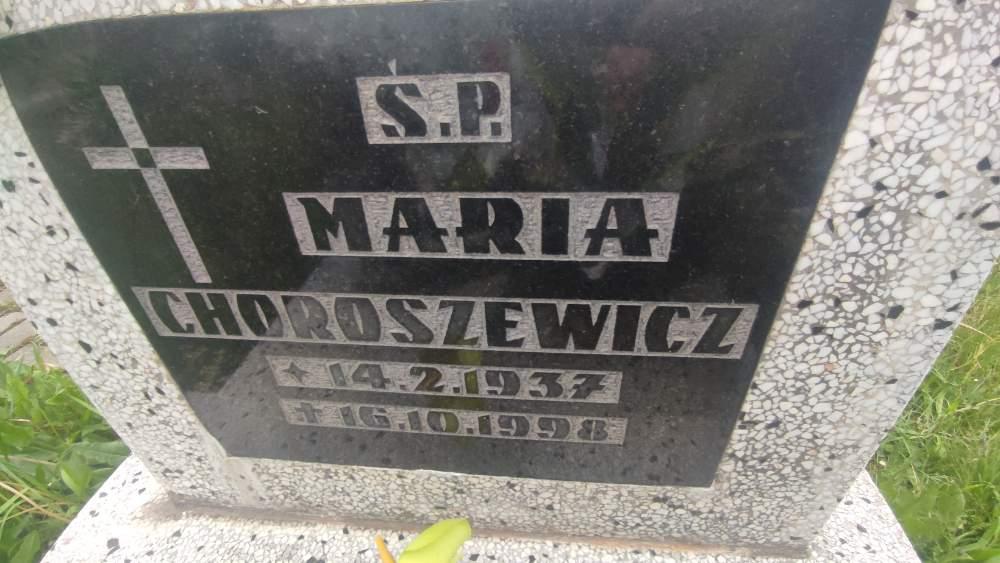 Ś.P.
MARIA
CHOROSZEWICZ
★ 14.2.1937
✝ 16.10.1998